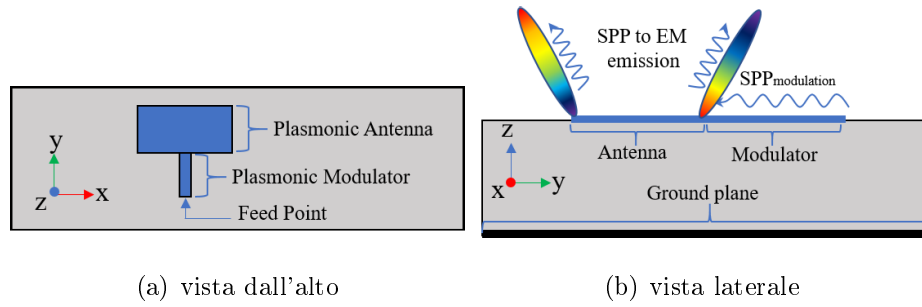 Plasmonic Antenna
Plasmonic Modulator
Feed Point
y
z
x
(a) vista dall'alto
SPP to EM
emission
SPPmodulation
Antenna
Modulator
Ground plane
z
x
y
(b) vista laterale